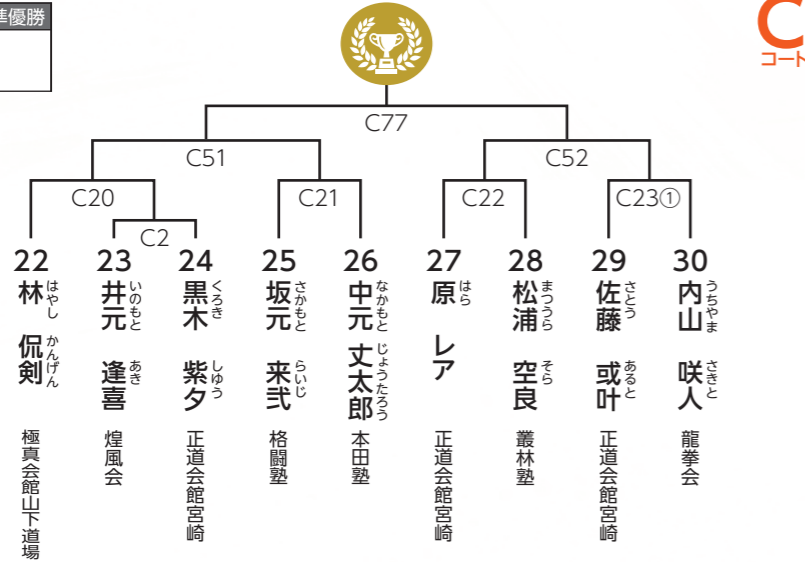 準優勝
C
コート
C77
C51
C52
C20
C21
C22
C23①
C2
22
林 侃剣
はやし かんげん
極真会館山下道場
23
井元 逢喜
いのもと あき
煌風会
24
黒木 紫夕
くろき しゆう
正道会館宮崎
25
坂元 来弐
さかもと らいじ
格闘塾
26
中元 丈太郎
なかもと じょうたろう
本田塾
27
原 レア
はら
正道会館宮崎
28
松浦 空良
まつうら そら
叢林塾
29
佐藤 或叶
さとう あると
正道会館宮崎
30
内山 咲人
うちやま さきと
龍拳会